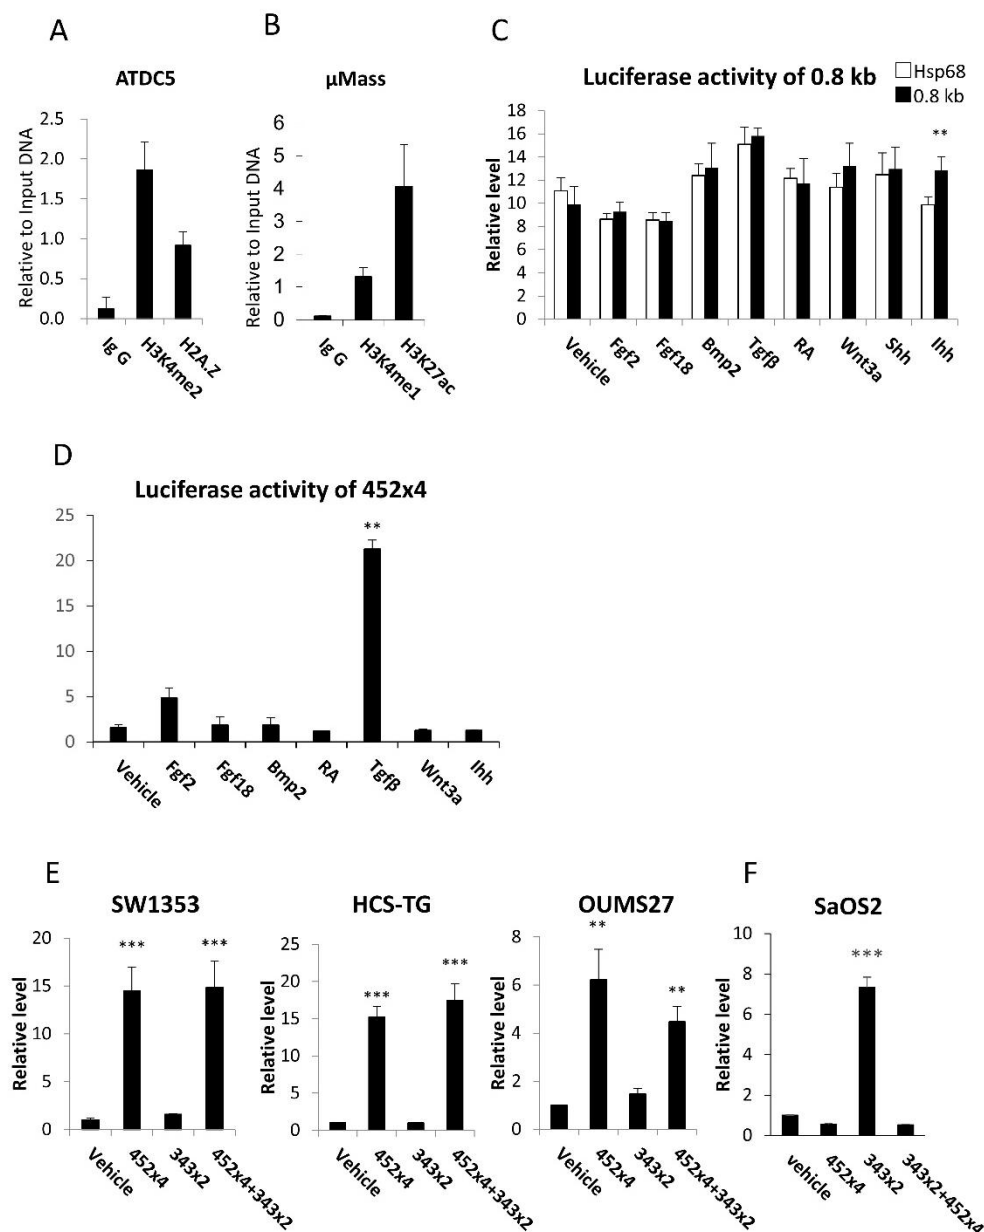 A
ATDC5
Relative to Input DNA
2.5
2.0
1.5
1.0
0.5
0.0
Ig G
H3K4me2
H2A.Z
B
μMass
Relative to Input DNA
6
5
4
3
2
1
0
Ig G
H3K4me1
H3K27ac
C
Luciferase activity of 0.8 kb
Hsp68
0.8 kb
Relative level
18
16
14
12
10
8
6
4
2
0
**
Vehicle
Fgf2
Fgf18
Bmp2
Tgfβ
RA
Wnt3a
Shh
Ihh
D
Luciferase activity of 452x4
25
20
15
10
5
0
**
Vehicle
Fgf2
Fgf18
Bmp2
RA
Tgfβ
Wnt3a
Ihh
E
SW1353
Relative level
20
15
10
5
0
***
***
Vehicle
452x4
343x2
452x4+343x2
HCS-TG
Relative level
25
20
15
10
5
0
***
***
Vehicle
452x4
343x2
452x4+343x2
OUMS27
Relative level
8
6
4
2
0
**
**
Vehicle
452x4
343x2
452x4+343x2
F
SaOS2
Relative level
10
8
6
4
2
0
***
vehicle
452x4
343x2
343x2+452x4